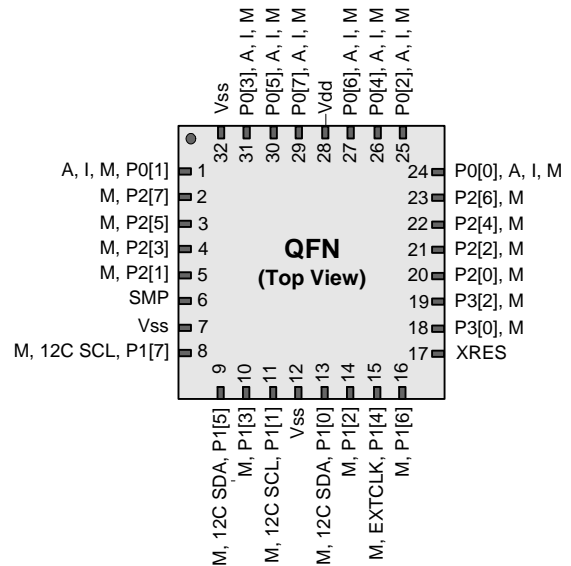 Vss
P0[3], A, I, M
P0[5], A, I, M
P0[7], A, I, M
Vdd
P0[6], A, I, M
P0[4], A, I, M
P0[2], A, I, M
32
31
30
29
28
27
26
25
A, I, M, P0[1]
1
M, P2[7]
2
M, P2[5]
3
M, P2[3]
4
M, P2[1]
5
SMP
6
Vss
7
M, 12C SCL, P1[7]
8
QFN
(Top View)
24
P0[0], A, I, M
23
P2[6], M
22
P2[4], M
21
P2[2], M
20
P2[0], M
19
P3[2], M
18
P3[0], M
17
XRES
9
10
11
12
13
14
15
16
M, 12C SDA, P1[5]
M, P1[3]
M, 12C SCL, P1[1]
Vss
M, 12C SDA, P1[0]
M, P1[2]
M, EXTCLK, P1[4]
M, P1[6]